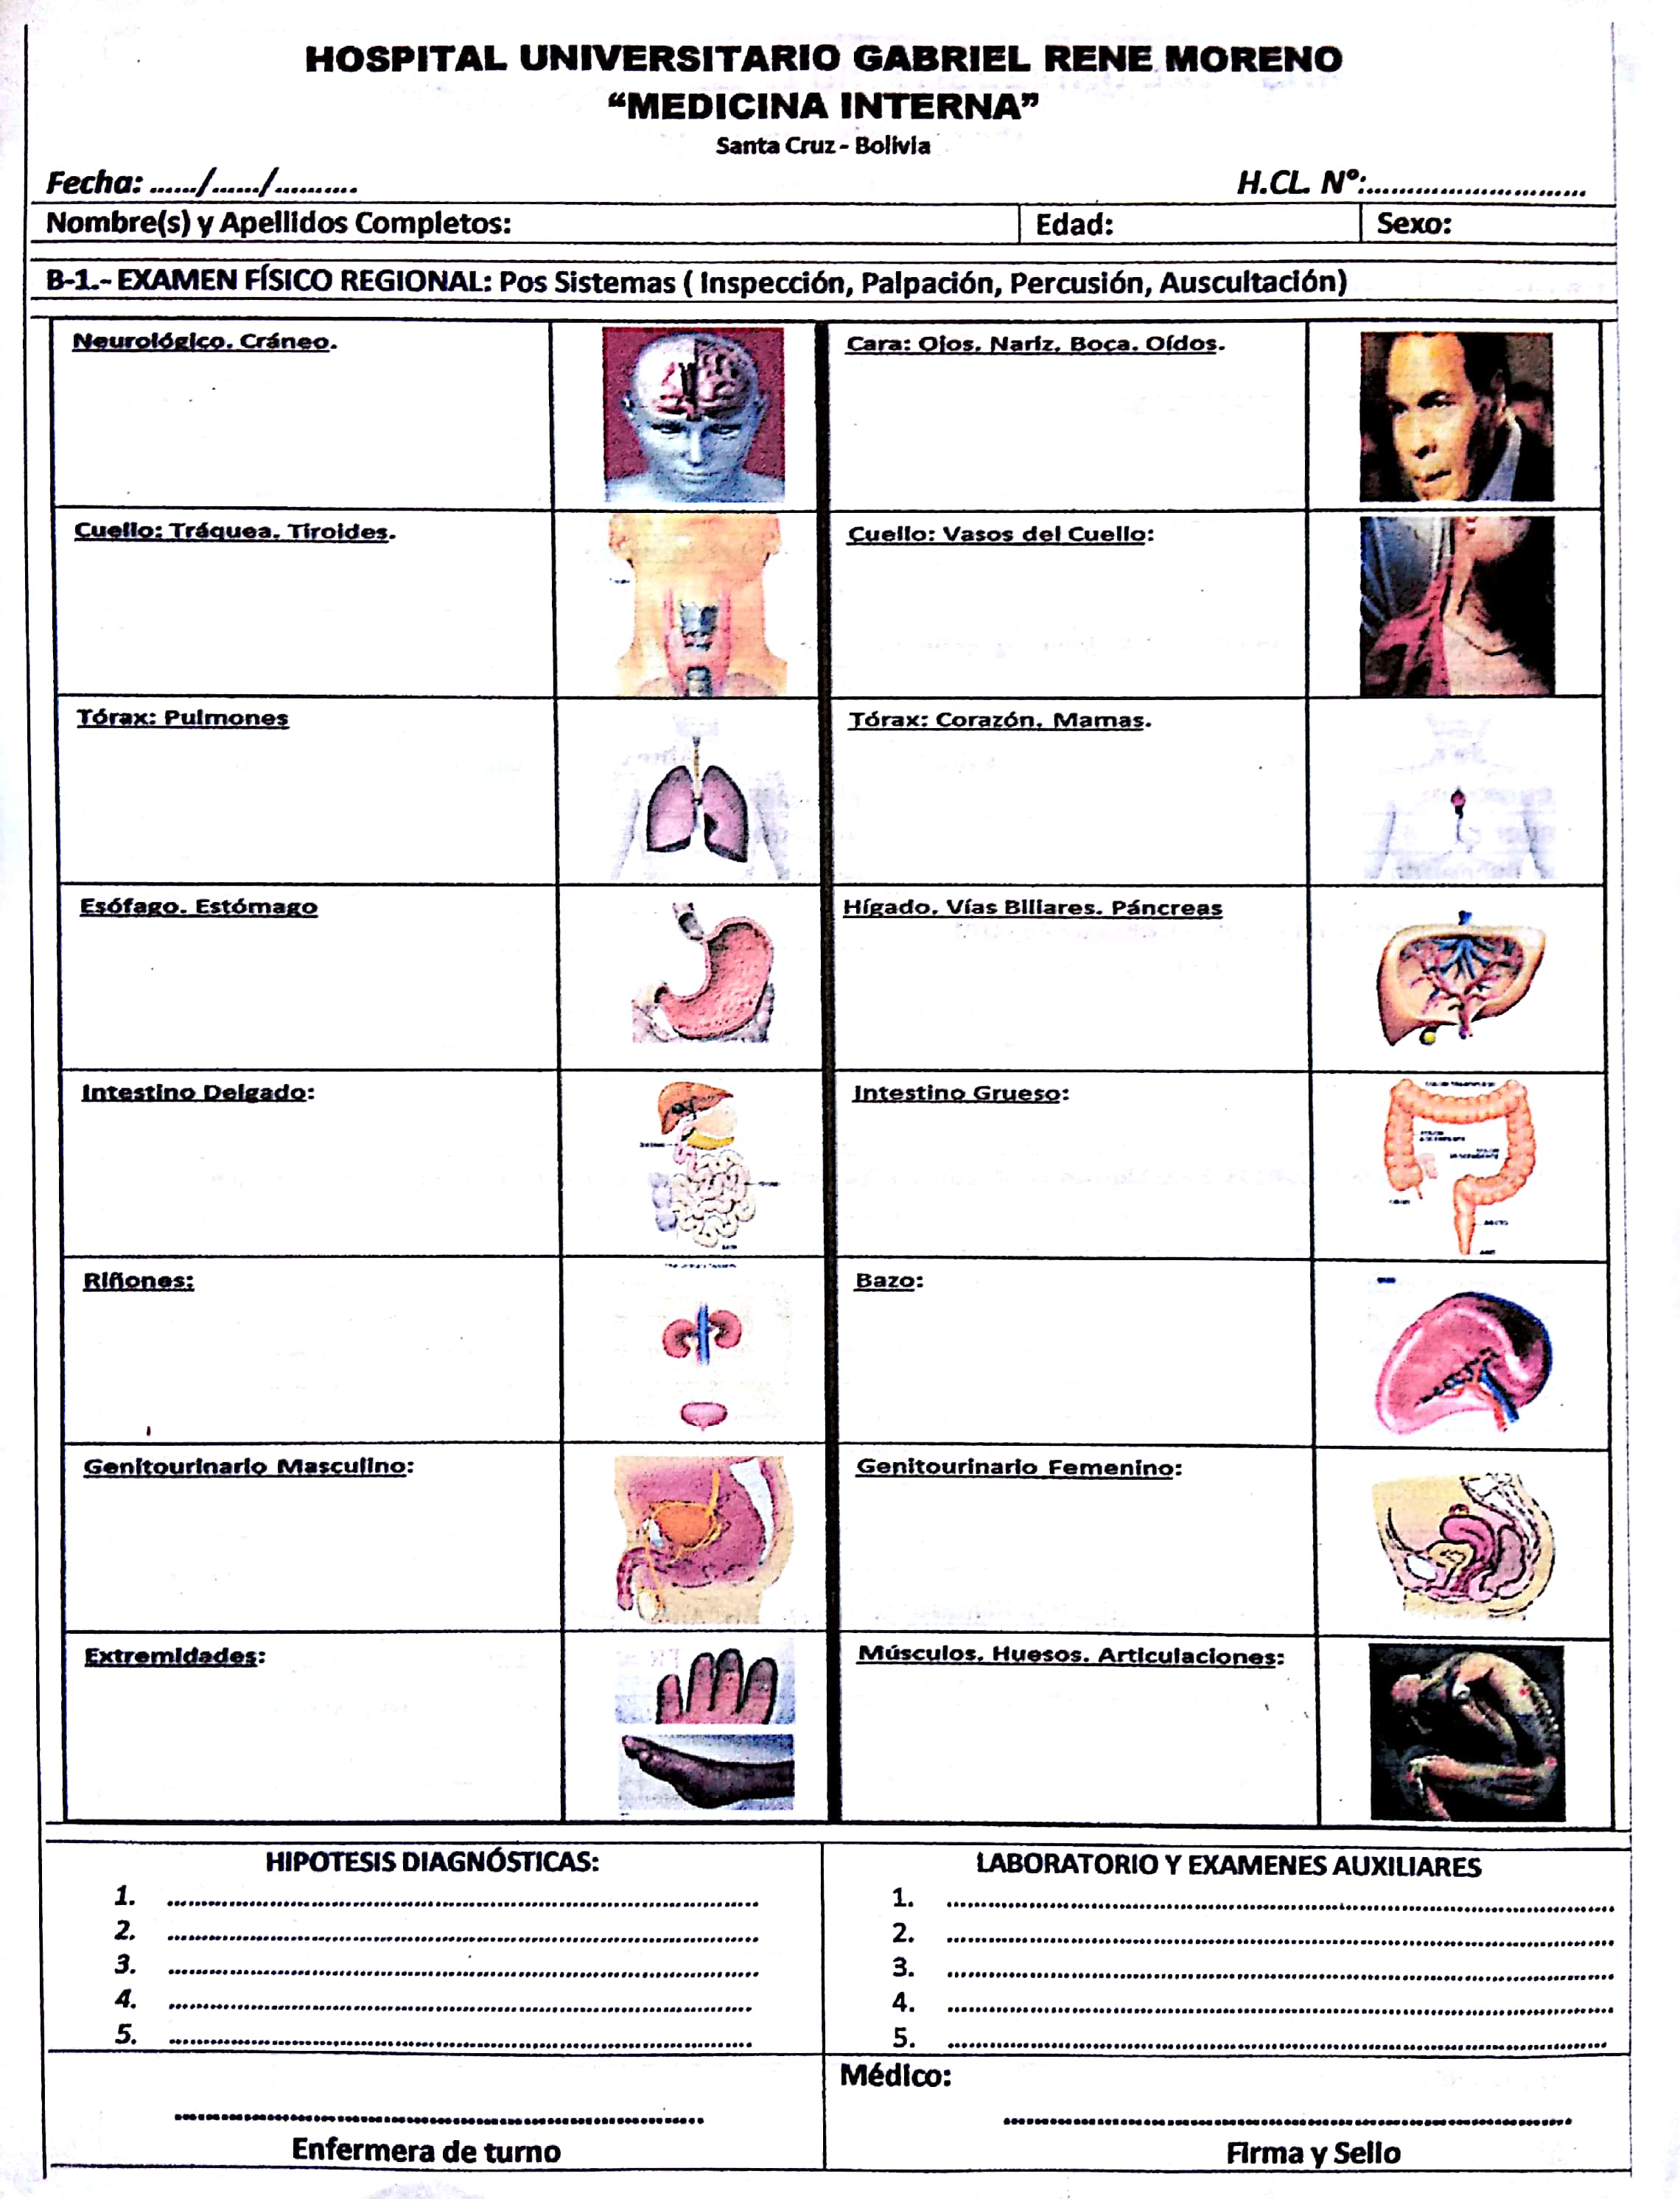 HOSPITAL UNIVERSITARIO GABRIEL RENE MORENO
“MEDICINA INTERNA”
Santa Cruz - Bolivia
Fecha: ....../....../..........
H.CL. Nº:...........................
Nombre(s) y Apellidos Completos:
Edad:
Sexo:
B-1.- EXAMEN FÍSICO REGIONAL: Pos Sistemas ( Inspección, Palpación, Percusión, Auscultación)
Neurológico. Cráneo.
Cara: Ojos. Nariz. Boca. Oídos.
Cuello: Tráquea. Tiroides.
Cuello: Vasos del Cuello:
Tórax: Pulmones
Tórax: Corazón. Mamas.
Esófago. Estómago
Hígado. Vías Biliares. Páncreas
Intestino Delgado:
Intestino Grueso:
Riñones:
Bazo:
Genitourinario Masculino:
Genitourinario Femenino:
Extremidades:
Músculos. Huesos. Articulaciones:
HIPOTESIS DIAGNÓSTICAS:
1. ..........................................................................
2. ..........................................................................
3. ..........................................................................
4. ..........................................................................
5. ..........................................................................
LABORATORIO Y EXAMENES AUXILIARES
1. ..........................................................................
2. ..........................................................................
3. ..........................................................................
4. ..........................................................................
5. ..........................................................................
Médico:
Enfermera de turno
Firma y Sello